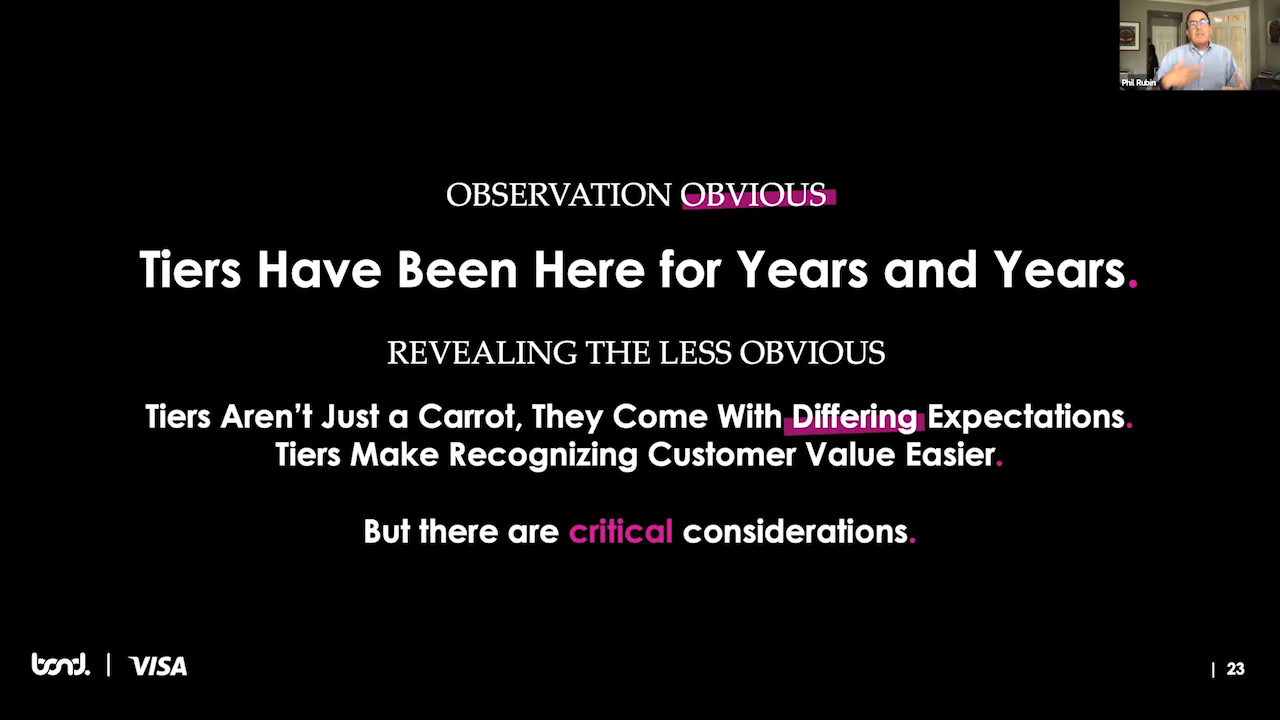 Phil Rubin
OBSERVATION OBVIOUS
Tiers Have Been Here for Years and Years.
REVEALING THE LESS OBVIOUS
Tiers Aren’t Just a Carrot, They Come With Differing Expectations.
Tiers Make Recognizing Customer Value Easier.
But there are critical considerations.
bond. | VISA
| 23